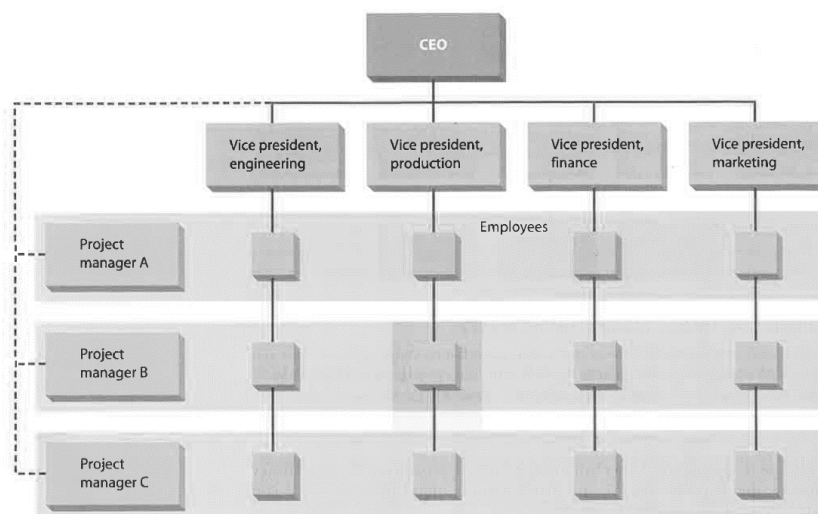 CEO
Vice president,
engineering
Vice president,
production
Vice president,
finance
Vice president,
marketing
Employees
Project
manager A
Project
manager B
Project
manager C